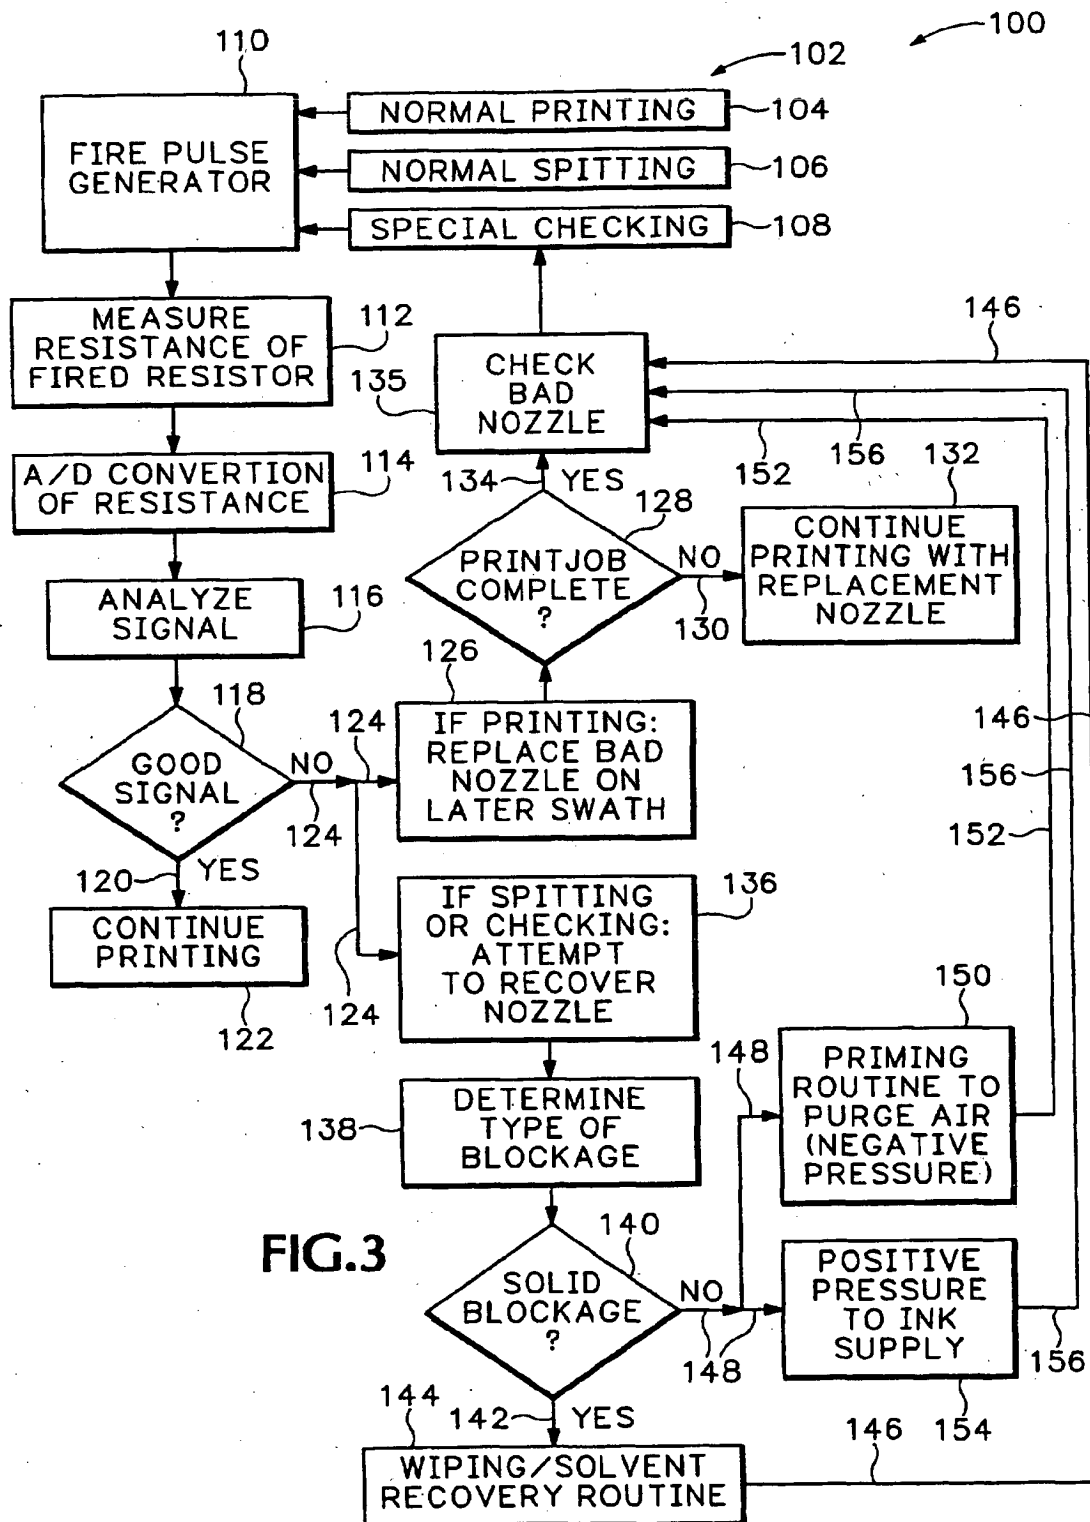 100
102
110
FIRE PULSE
GENERATOR
NORMAL PRINTING
104
NORMAL SPITTING
106
SPECIAL CHECKING
108
MEASURE
RESISTANCE OF
FIRED RESISTOR
112
A/D CONVERTION
OF RESISTANCE
114
ANALYZE
SIGNAL
116
GOOD
SIGNAL
?
118
NO
124
124
120
YES
CONTINUE
PRINTING
122
CHECK
BAD
NOZZLE
135
146
156
152
134
YES
128
PRINTJOB
COMPLETE
?
NO
130
132
CONTINUE
PRINTING WITH
REPLACEMENT
NOZZLE
126
IF PRINTING:
REPLACE BAD
NOZZLE ON
LATER SWATH
146
156
152
124
IF SPITTING
OR CHECKING:
ATTEMPT
TO RECOVER
NOZZLE
136
DETERMINE
TYPE OF
BLOCKAGE
138
FIG.3
SOLID
BLOCKAGE
?
140
NO
148
148
150
PRIMING
ROUTINE TO
PURGE AIR
(NEGATIVE
PRESSURE)
POSITIVE
PRESSURE
TO INK
SUPPLY
154
156
142
YES
144
WIPING/SOLVENT
RECOVERY ROUTINE
146